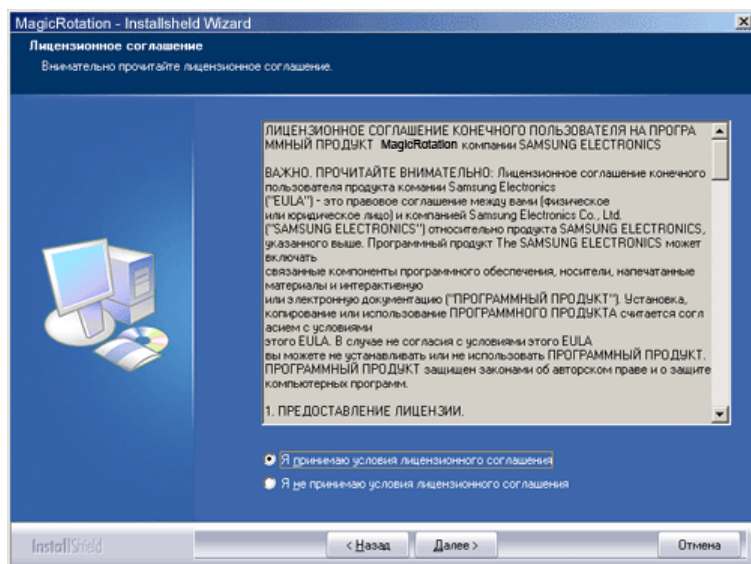 MagicRotation - Installsheld Wizard
Лицензионное соглашение
Внимательно прочитайте лицензионное соглашение.
ЛИЦЕНЗИОННОЕ СОГЛАШЕНИЕ КОНЕЧНОГО ПОЛЬЗОВАТЕЛЯ НА ПРОГРА
ММНЫЙ ПРОДУКТ MagicRotation компании SAMSUNG ELECTRONICS
ВАЖНО. ПРОЧИТАЙТЕ ВНИМАТЕЛЬНО: Лицензионное соглашение конечного
пользователя продукта комании Samsung Electronics
("EULA") - это правовое соглашение между вами (физическое
или юридическое лицо) и компанией Samsung Electronics Co., Ltd.
("SAMSUNG ELECTRONICS") относительно продукта SAMSUNG ELECTRONICS,
указанного выше. Программный продукт The SAMSUNG ELECTRONICS может
включать
связанные компоненты программного обеспечения, носители, напечатанные
материалы и интерактивную
или электронную документацию ("ПРОГРАММНЫЙ ПРОДУКТ"). Установка,
копирование или использование ПРОГРАММНОГО ПРОДУКТА считается согл
асием с условиями
этого EULA. В случае не согласия с условиями этого EULA
вы можете не устанавливать или не использовать ПРОГРАММНЫЙ ПРОДУКТ.
ПРОГРАММНЫЙ ПРОДУКТ защищен законами об авторском праве и о защите
компьютерных программ.
1. ПРЕДОСТАВЛЕНИЕ ЛИЦЕНЗИИ.
Я принимаю условия лицензионного соглашения
Я не принимаю условия лицензионного соглашения
InstallShield
< Назад
Далее >
Отмена